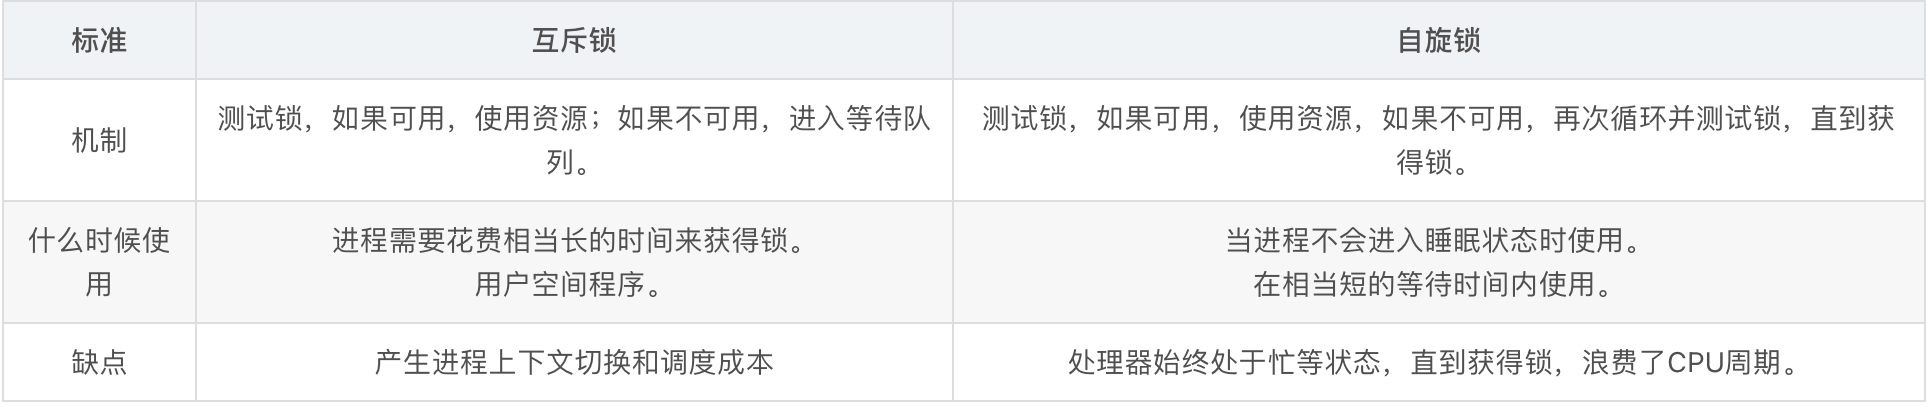 标准
互斥锁
自旋锁
机制
测试锁，如果可用，使用资源；如果不可用，进入等待队
列。
测试锁，如果可用，使用资源，如果不可用，再次循环并测试锁，直到获
得锁。
什么时候使
用
进程需要花费相当长的时间来获得锁。
用户空间程序。
当进程不会进入睡眠状态时使用。
在相当短的等待时间内使用。
缺点
产生进程上下文切换和调度成本
处理器始终处于忙等状态，直到获得锁，浪费了CPU周期。